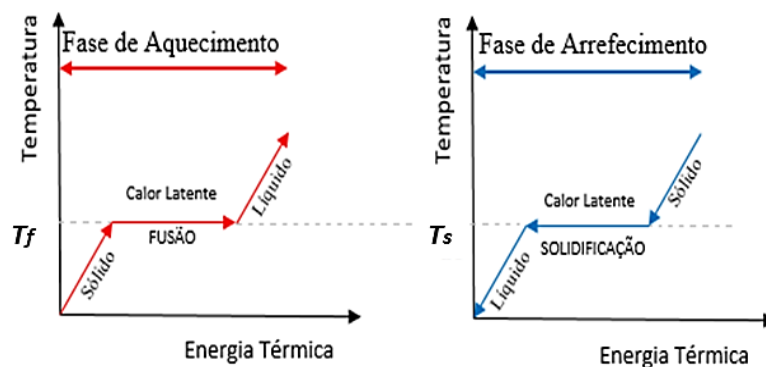 Fase de Aquecimento
Temperatura
Calor Latente
FUSÃO
Sólido
Líquido
Tf
Energia Térmica
Fase de Arrefecimento
Temperatura
Calor Latente
SOLIDIFICAÇÃO
Sólido
Líquido
Ts
Energia Térmica